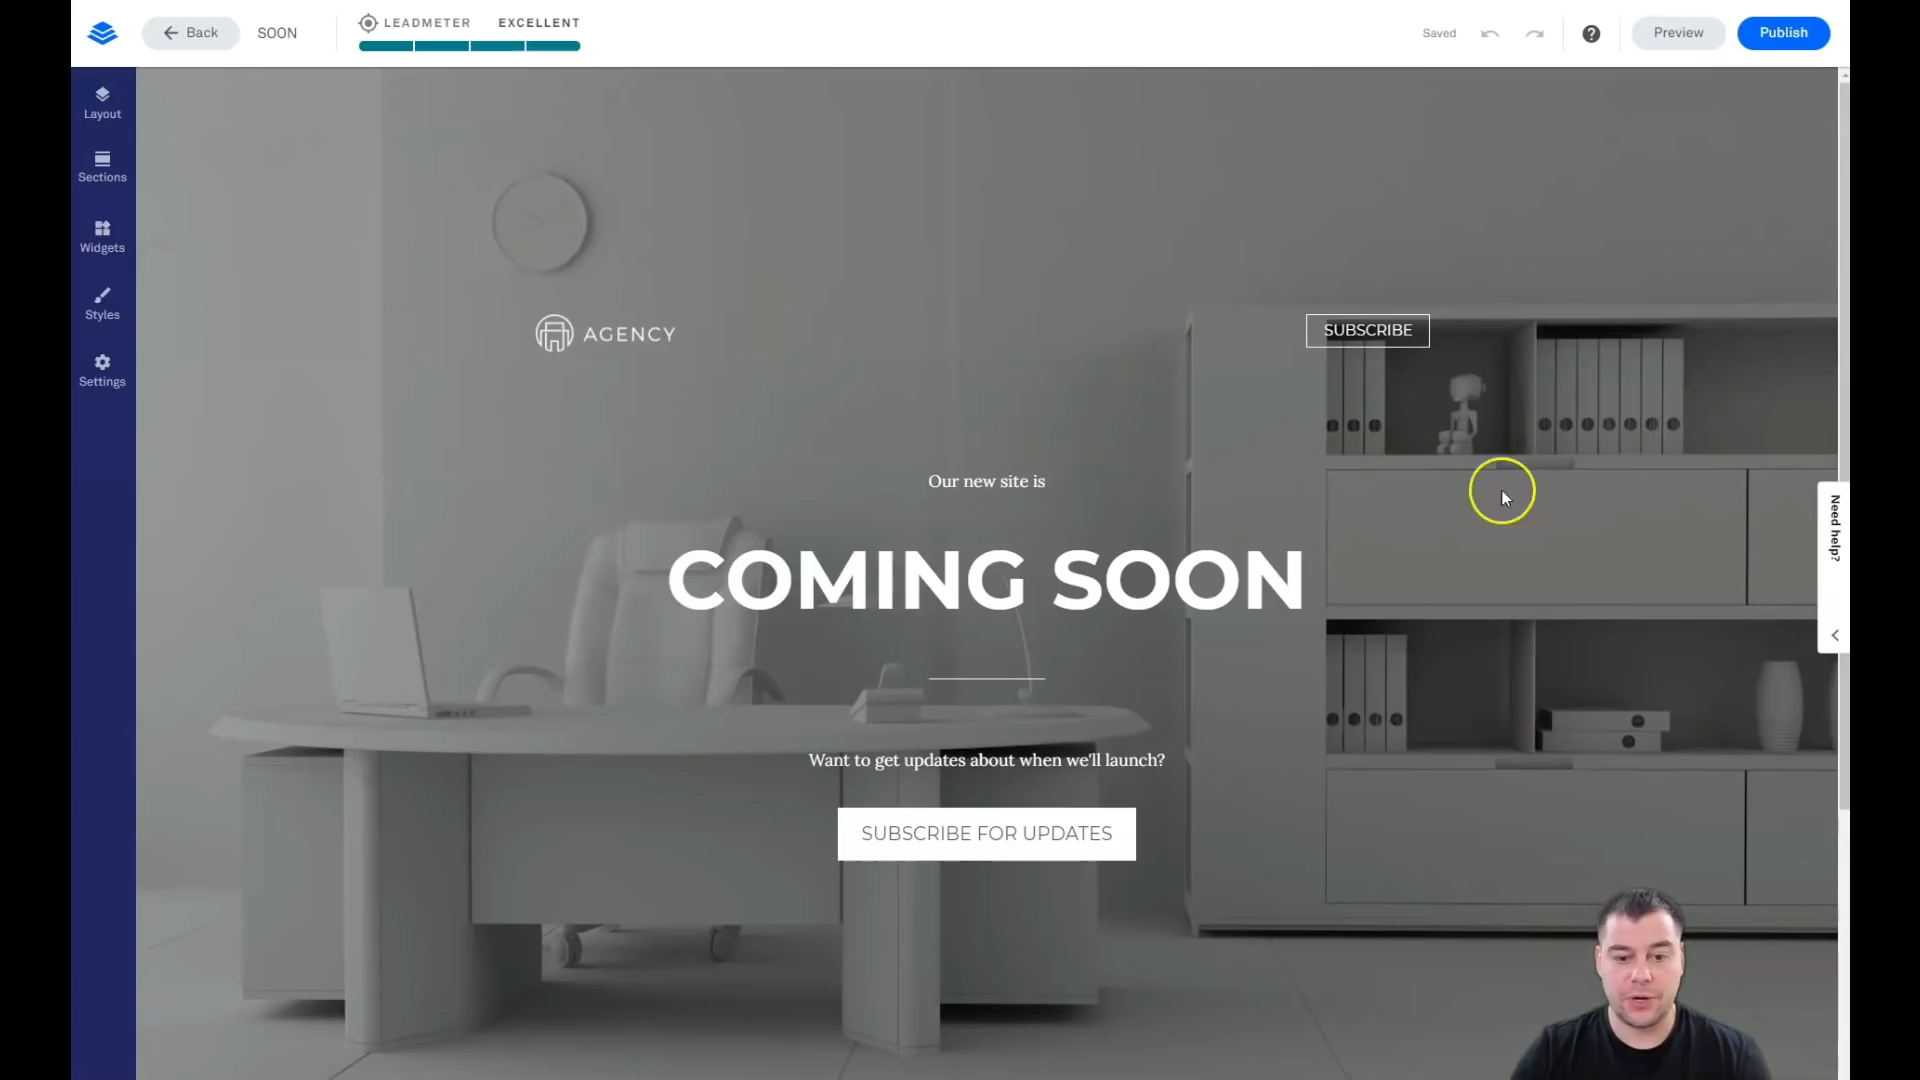 Back
SOON
LEADMETER EXCELLENT
Saved
Preview
Publish
Layout
Sections
Widgets
Styles
Settings
AGENCY
SUBSCRIBE
Our new site is
COMING SOON
Want to get updates about when we'll launch?
SUBSCRIBE FOR UPDATES
Need help?